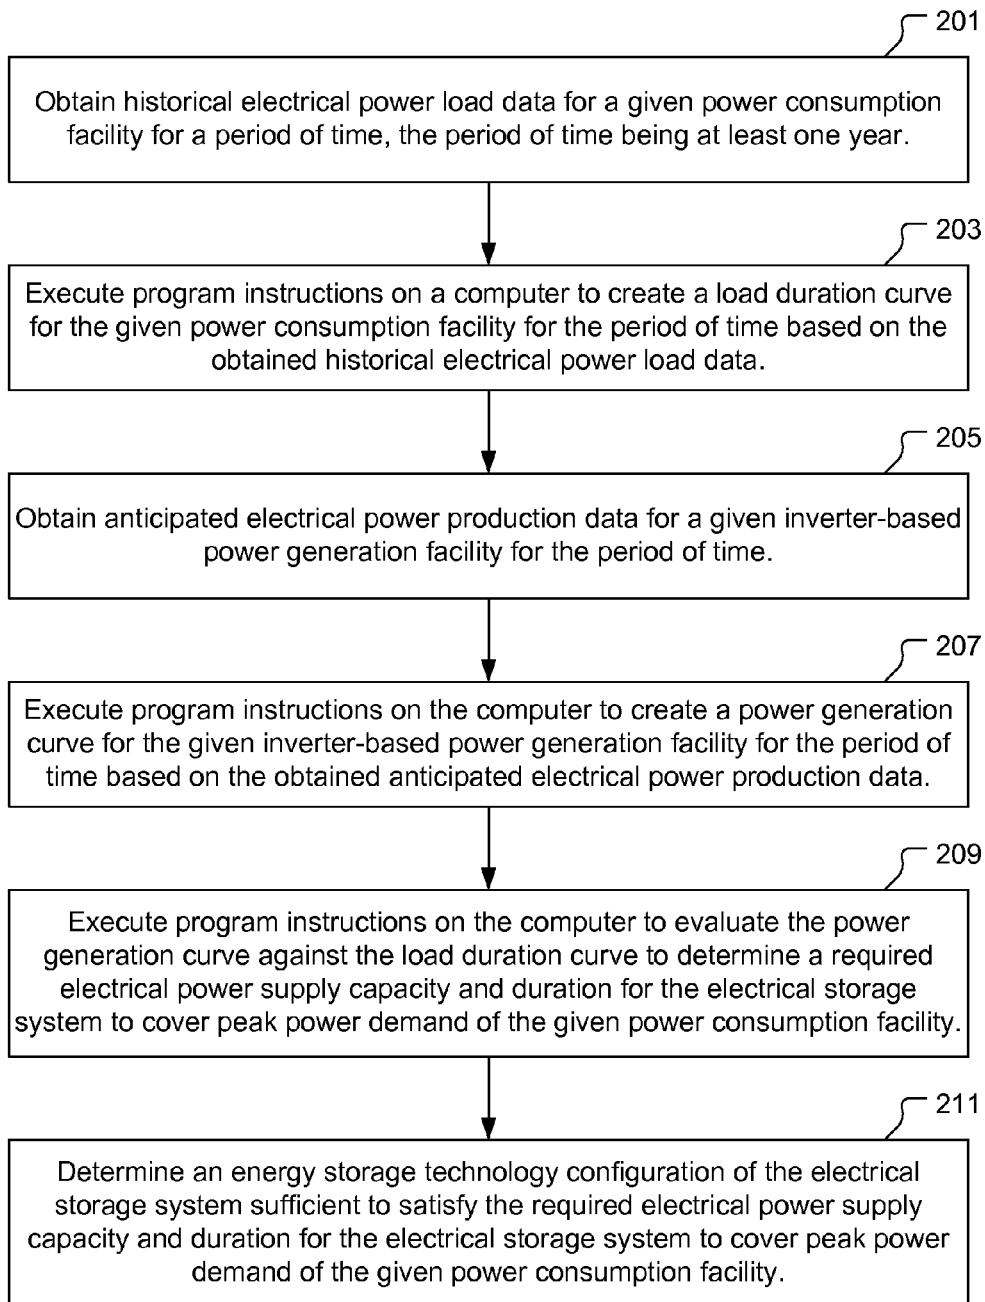 201
Obtain historical electrical power load data for a given power consumption
facility for a period of time, the period of time being at least one year.
203
Execute program instructions on a computer to create a load duration curve
for the given power consumption facility for the period of time based on the
obtained historical electrical power load data.
205
Obtain anticipated electrical power production data for a given inverter-based
power generation facility for the period of time.
207
Execute program instructions on the computer to create a power generation
curve for the given inverter-based power generation facility for the period of
time based on the obtained anticipated electrical power production data.
209
Execute program instructions on the computer to evaluate the power
generation curve against the load duration curve to determine a required
electrical power supply capacity and duration for the electrical storage
system to cover peak power demand of the given power consumption facility.
211
Determine an energy storage technology configuration of the electrical
storage system sufficient to satisfy the required electrical power supply
capacity and duration for the electrical storage system to cover peak power
demand of the given power consumption facility.